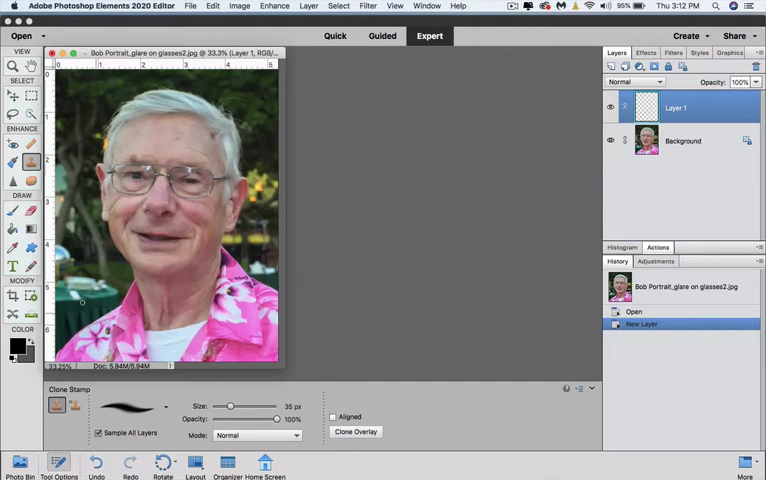 Adobe Photoshop Elements 2020 Editor File Edit Image Enhance Layer Select Filter View Window Help 95% Thu 3:12 PM
Open Quick Guided Expert Create Share
VIEW
Bob Portrait_glare on glasses2.jpg @ 33.3% (Layer 1, RGB/...
Layers Effects Filters Styles Graphics
SELECT
Normal Opacity: 100%
Layer 1
ENHANCE
Background
DRAW
Histogram Actions
History Adjustments
MODIFY
Bob Portrait_glare on glasses2.jpg
Open
New Layer
COLOR
33.25% Doc: 5.94M/5.94M
Clone Stamp
Size: 35 px
Opacity: 100%
Aligned
Sample All Layers
Mode: Normal
Clone Overlay
Photo Bin Tool Options Undo Redo Rotate Layout Organizer Home Screen More